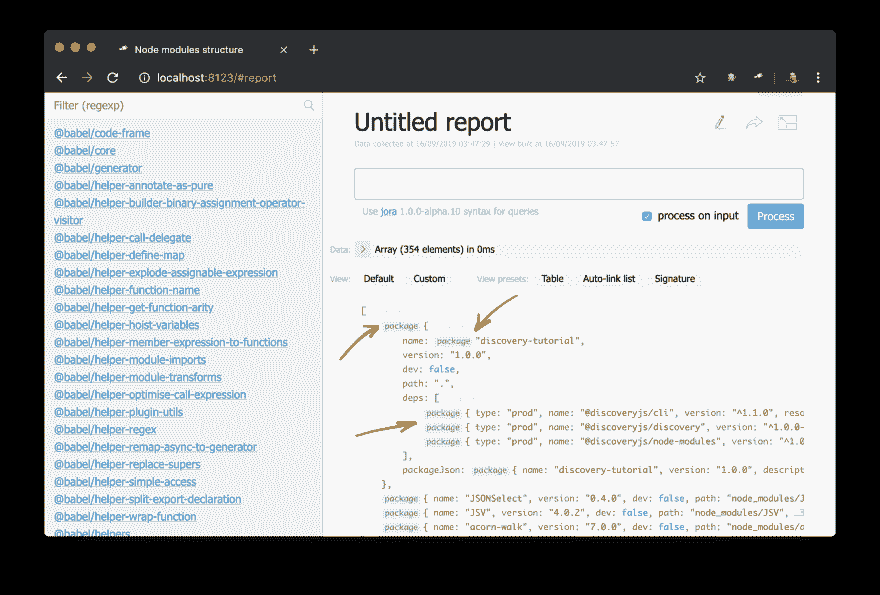 Node modules structure
localhost:8123/#report
Filter (regexp)
@babel/code-frame
@babel/core
@babel/generator
@babel/helper-annotate-as-pure
@babel/helper-builder-binary-assignment-operator-
visitor
@babel/helper-call-delegate
@babel/helper-define-map
@babel/helper-explode-assignable-expression
@babel/helper-function-name
@babel/helper-get-function-arity
@babel/helper-hoist-variables
@babel/helper-member-expression-to-functions
@babel/helper-module-imports
@babel/helper-module-transforms
@babel/helper-optimise-call-expression
@babel/helper-plugin-utils
@babel/helper-regex
@babel/helper-remap-async-to-generator
@babel/helper-replace-supers
@babel/helper-simple-access
@babel/helper-split-export-declaration
@babel/helper-wrap-function
@babel/helpers
Untitled report
Data collected at 16/09/2019 03:47:29 | View built at 16/09/2019 03:47:57
Use jora 1.0.0-alpha.10 syntax for queries
process on input Process
Data: > Array (354 elements) in 0ms
View: Default Custom View presets: Table Auto-link list Signature
[
package {
name: package "discovery-tutorial",
version: "1.0.0",
dev: false,
path: ".",
deps: [
package { type: "prod", name: "@discoveryjs/cli", version: "^1.1.0", reso
package { type: "prod", name: "@discoveryjs/discovery", version: "^1.0.0-
package { type: "prod", name: "@discoveryjs/node-modules", version: "^1.0
],
packageJson: package { name: "discovery-tutorial", version: "1.0.0", descript
},
package { name: "JSONSelect", version: "0.4.0", dev: false, path: "node_modules/J
package { name: "JSV", version: "4.0.2", dev: false, path: "node_modules/JSV", …3
package { name: "acorn-walk", version: "7.0.0", dev: false, path: "node_modules/a